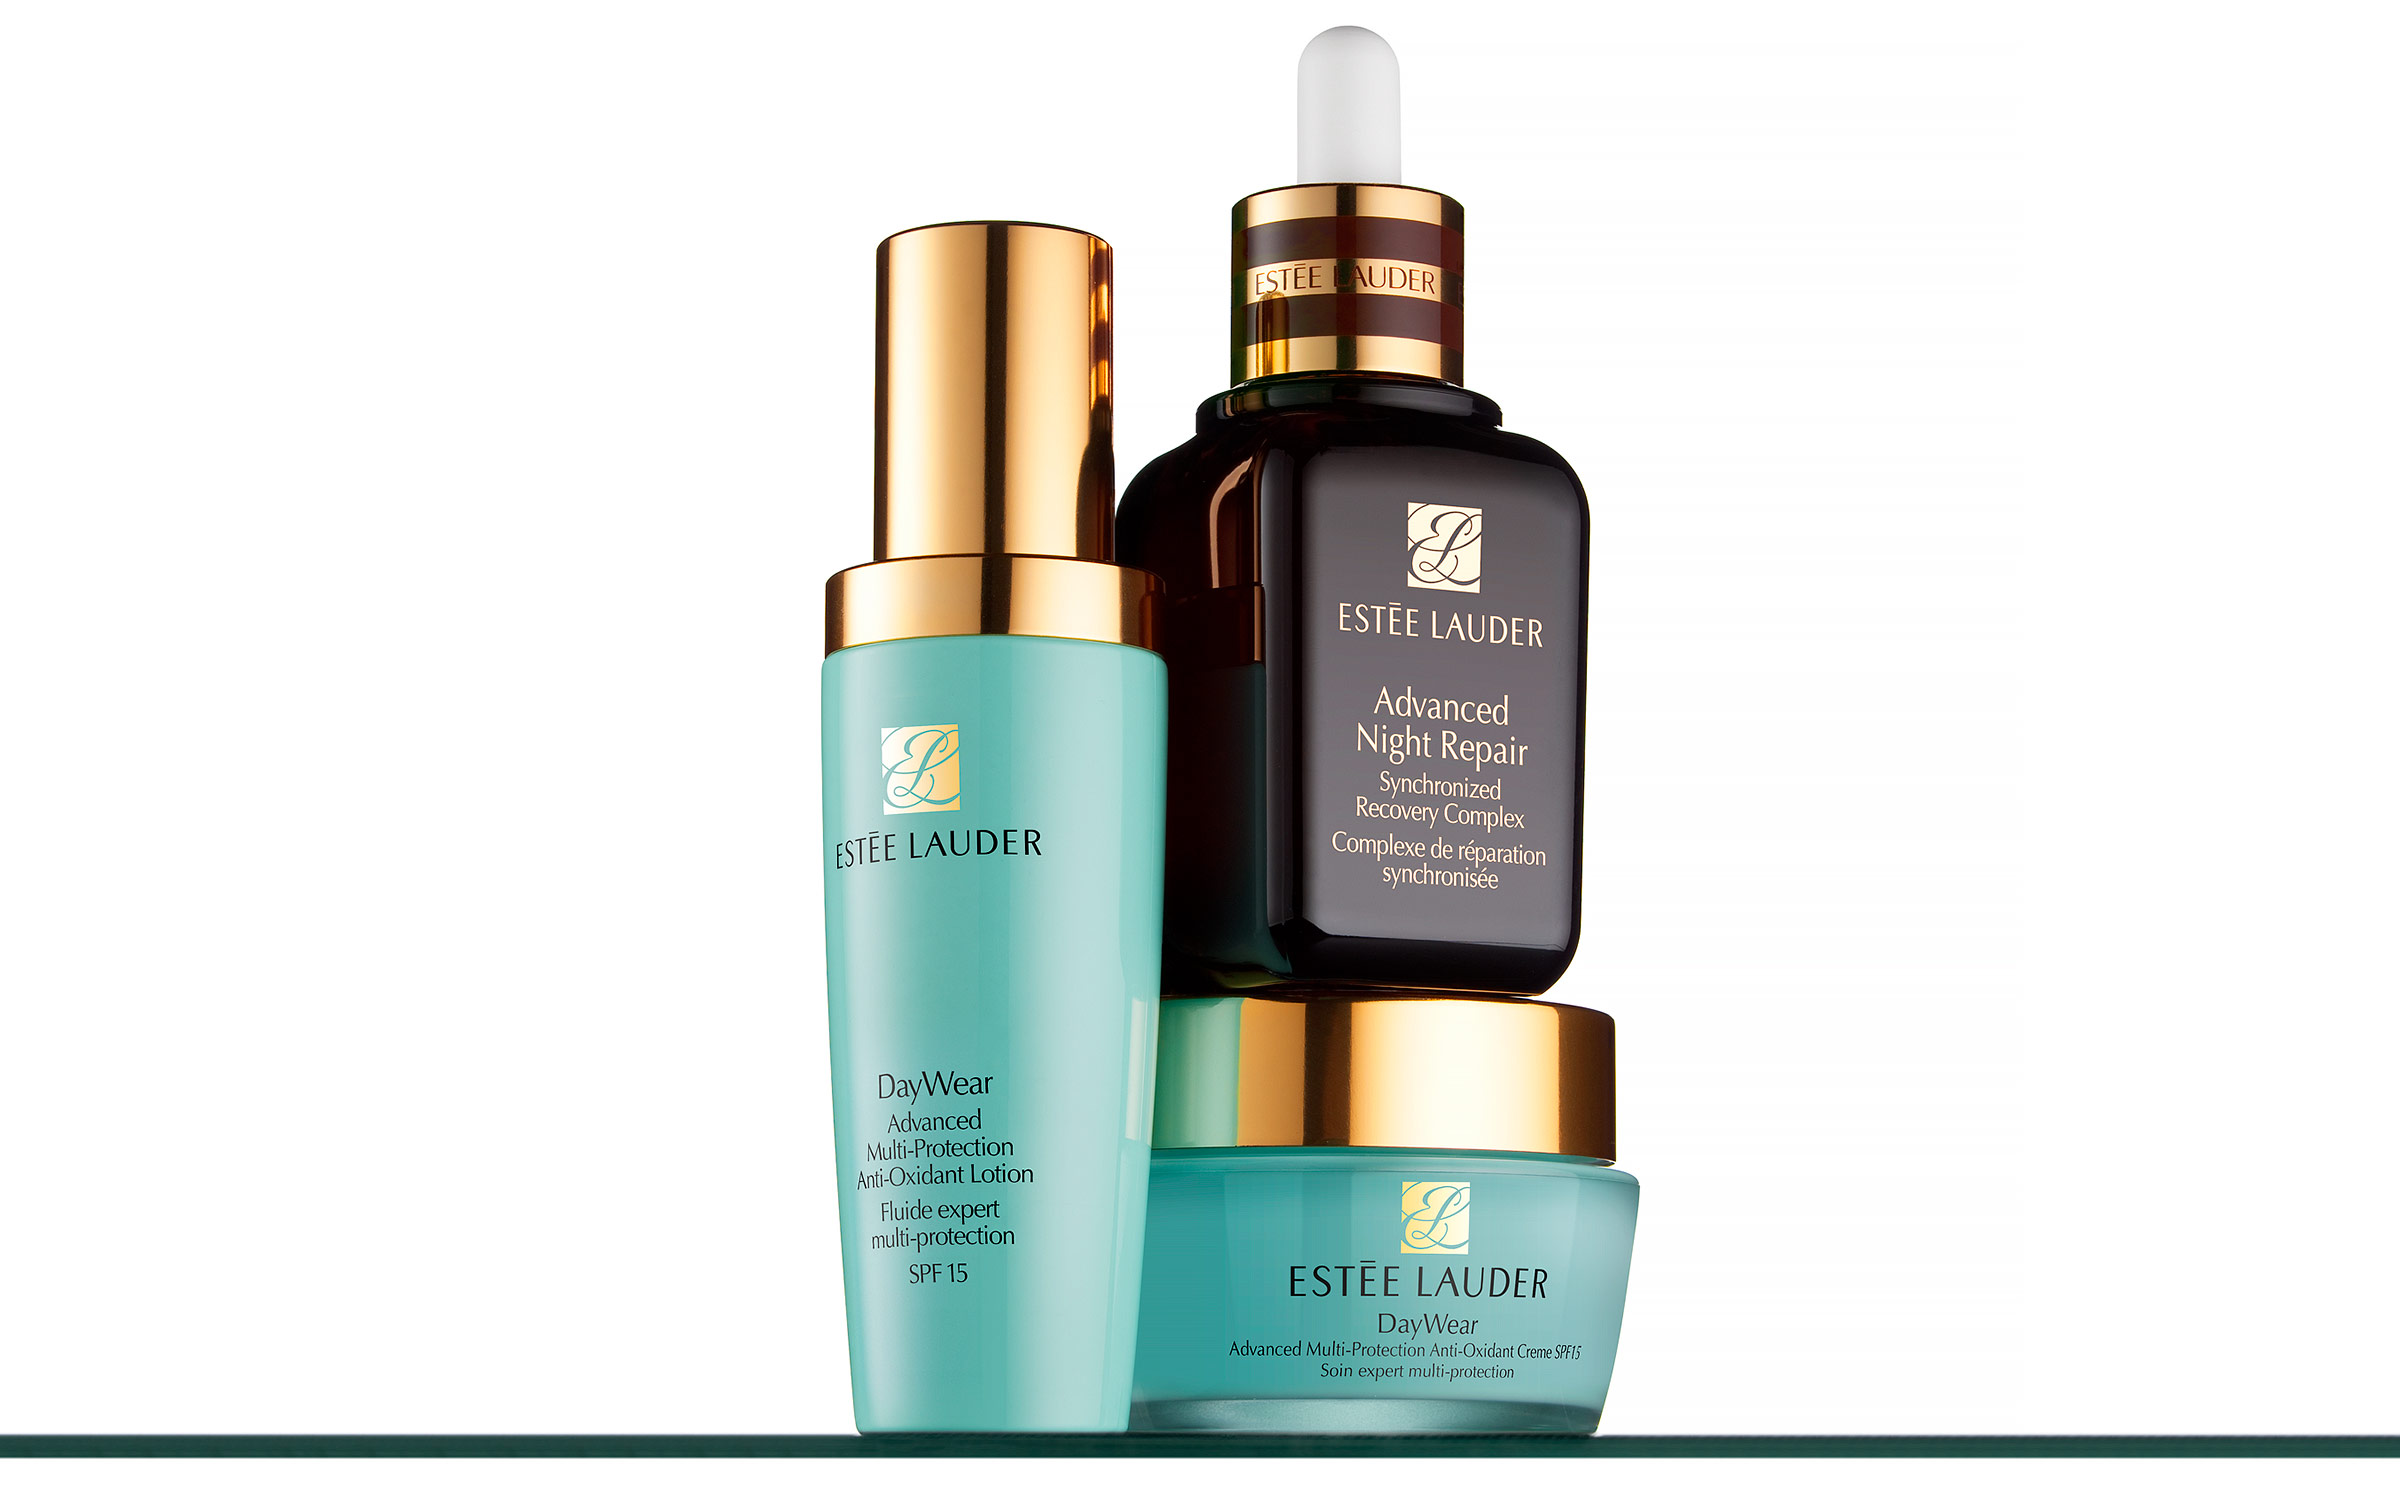 ESTĒE LAUDER
DayWear
Advanced
Multi-Protection
Anti-Oxidant Lotion
Fluide expert
multi-protection
SPF 15
ESTĒE LAUDER
ESTĒE LAUDER
Advanced
Night Repair
Synchronized
Recovery Complex
Complexe de réparation
synchronisée
ESTĒE LAUDER
DayWear
Advanced Multi-Protection Anti-Oxidant Creme SPF15
Soin expert multi-protection